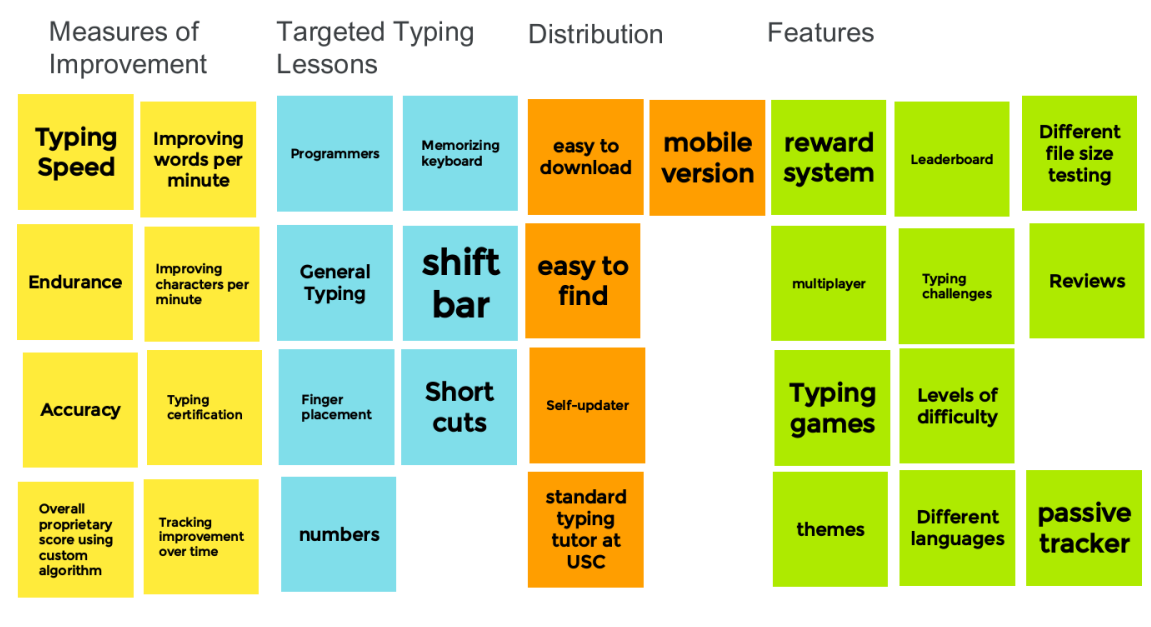 Measures of
Improvement
Targeted Typing
Lessons
Distribution
Features
Typing
Speed
Improving
words per
minute
Endurance
Improving
characters per
minute
Accuracy
Typing
certification
Overall
proprietary
score using
custom
algorithm
Tracking
improvement
over time
Programmers
Memorizing
keyboard
General
Typing
shift
bar
Finger
placement
Short
cuts
numbers
easy to
download
mobile
version
easy to
find
Self-updater
standard
typing
tutor at
USC
reward
system
Leaderboard
Different
file size
testing
multiplayer
Typing
challenges
Reviews
Typing
games
Levels of
difficulty
themes
Different
languages
passive
tracker